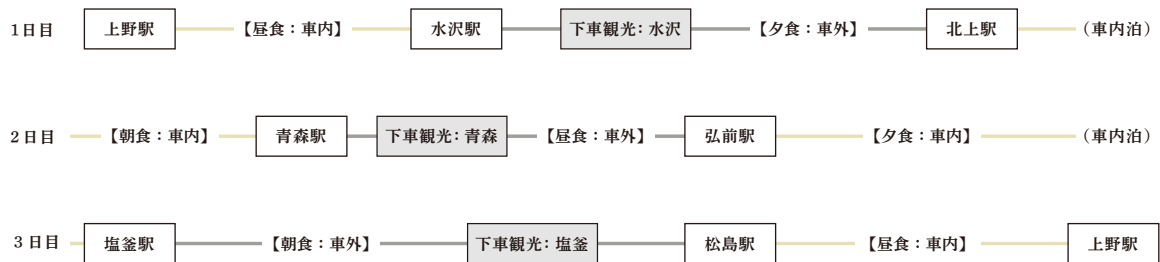 1日目 上野駅 【昼食：車内】 水沢駅 下車観光：水沢 【夕食：車外】 北上駅 （車内泊）
2日目 【朝食：車内】 青森駅 下車観光：青森 【昼食：車外】 弘前駅 【夕食：車内】 （車内泊）
3日目 塩釜駅 【朝食：車外】 下車観光：塩釜 松島駅 【昼食：車内】 上野駅